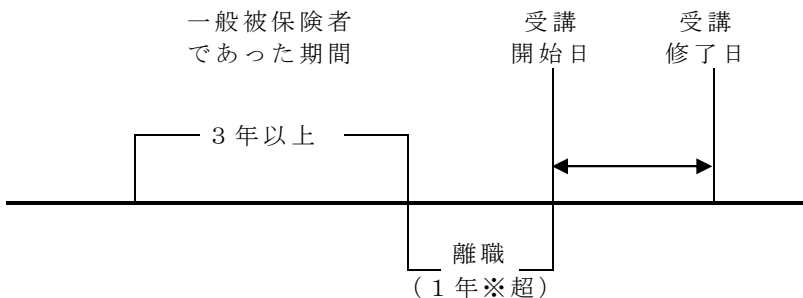 一般被保険者
であった期間
受講
開始日
受講
修了日
３年以上
離職
（１年※超）